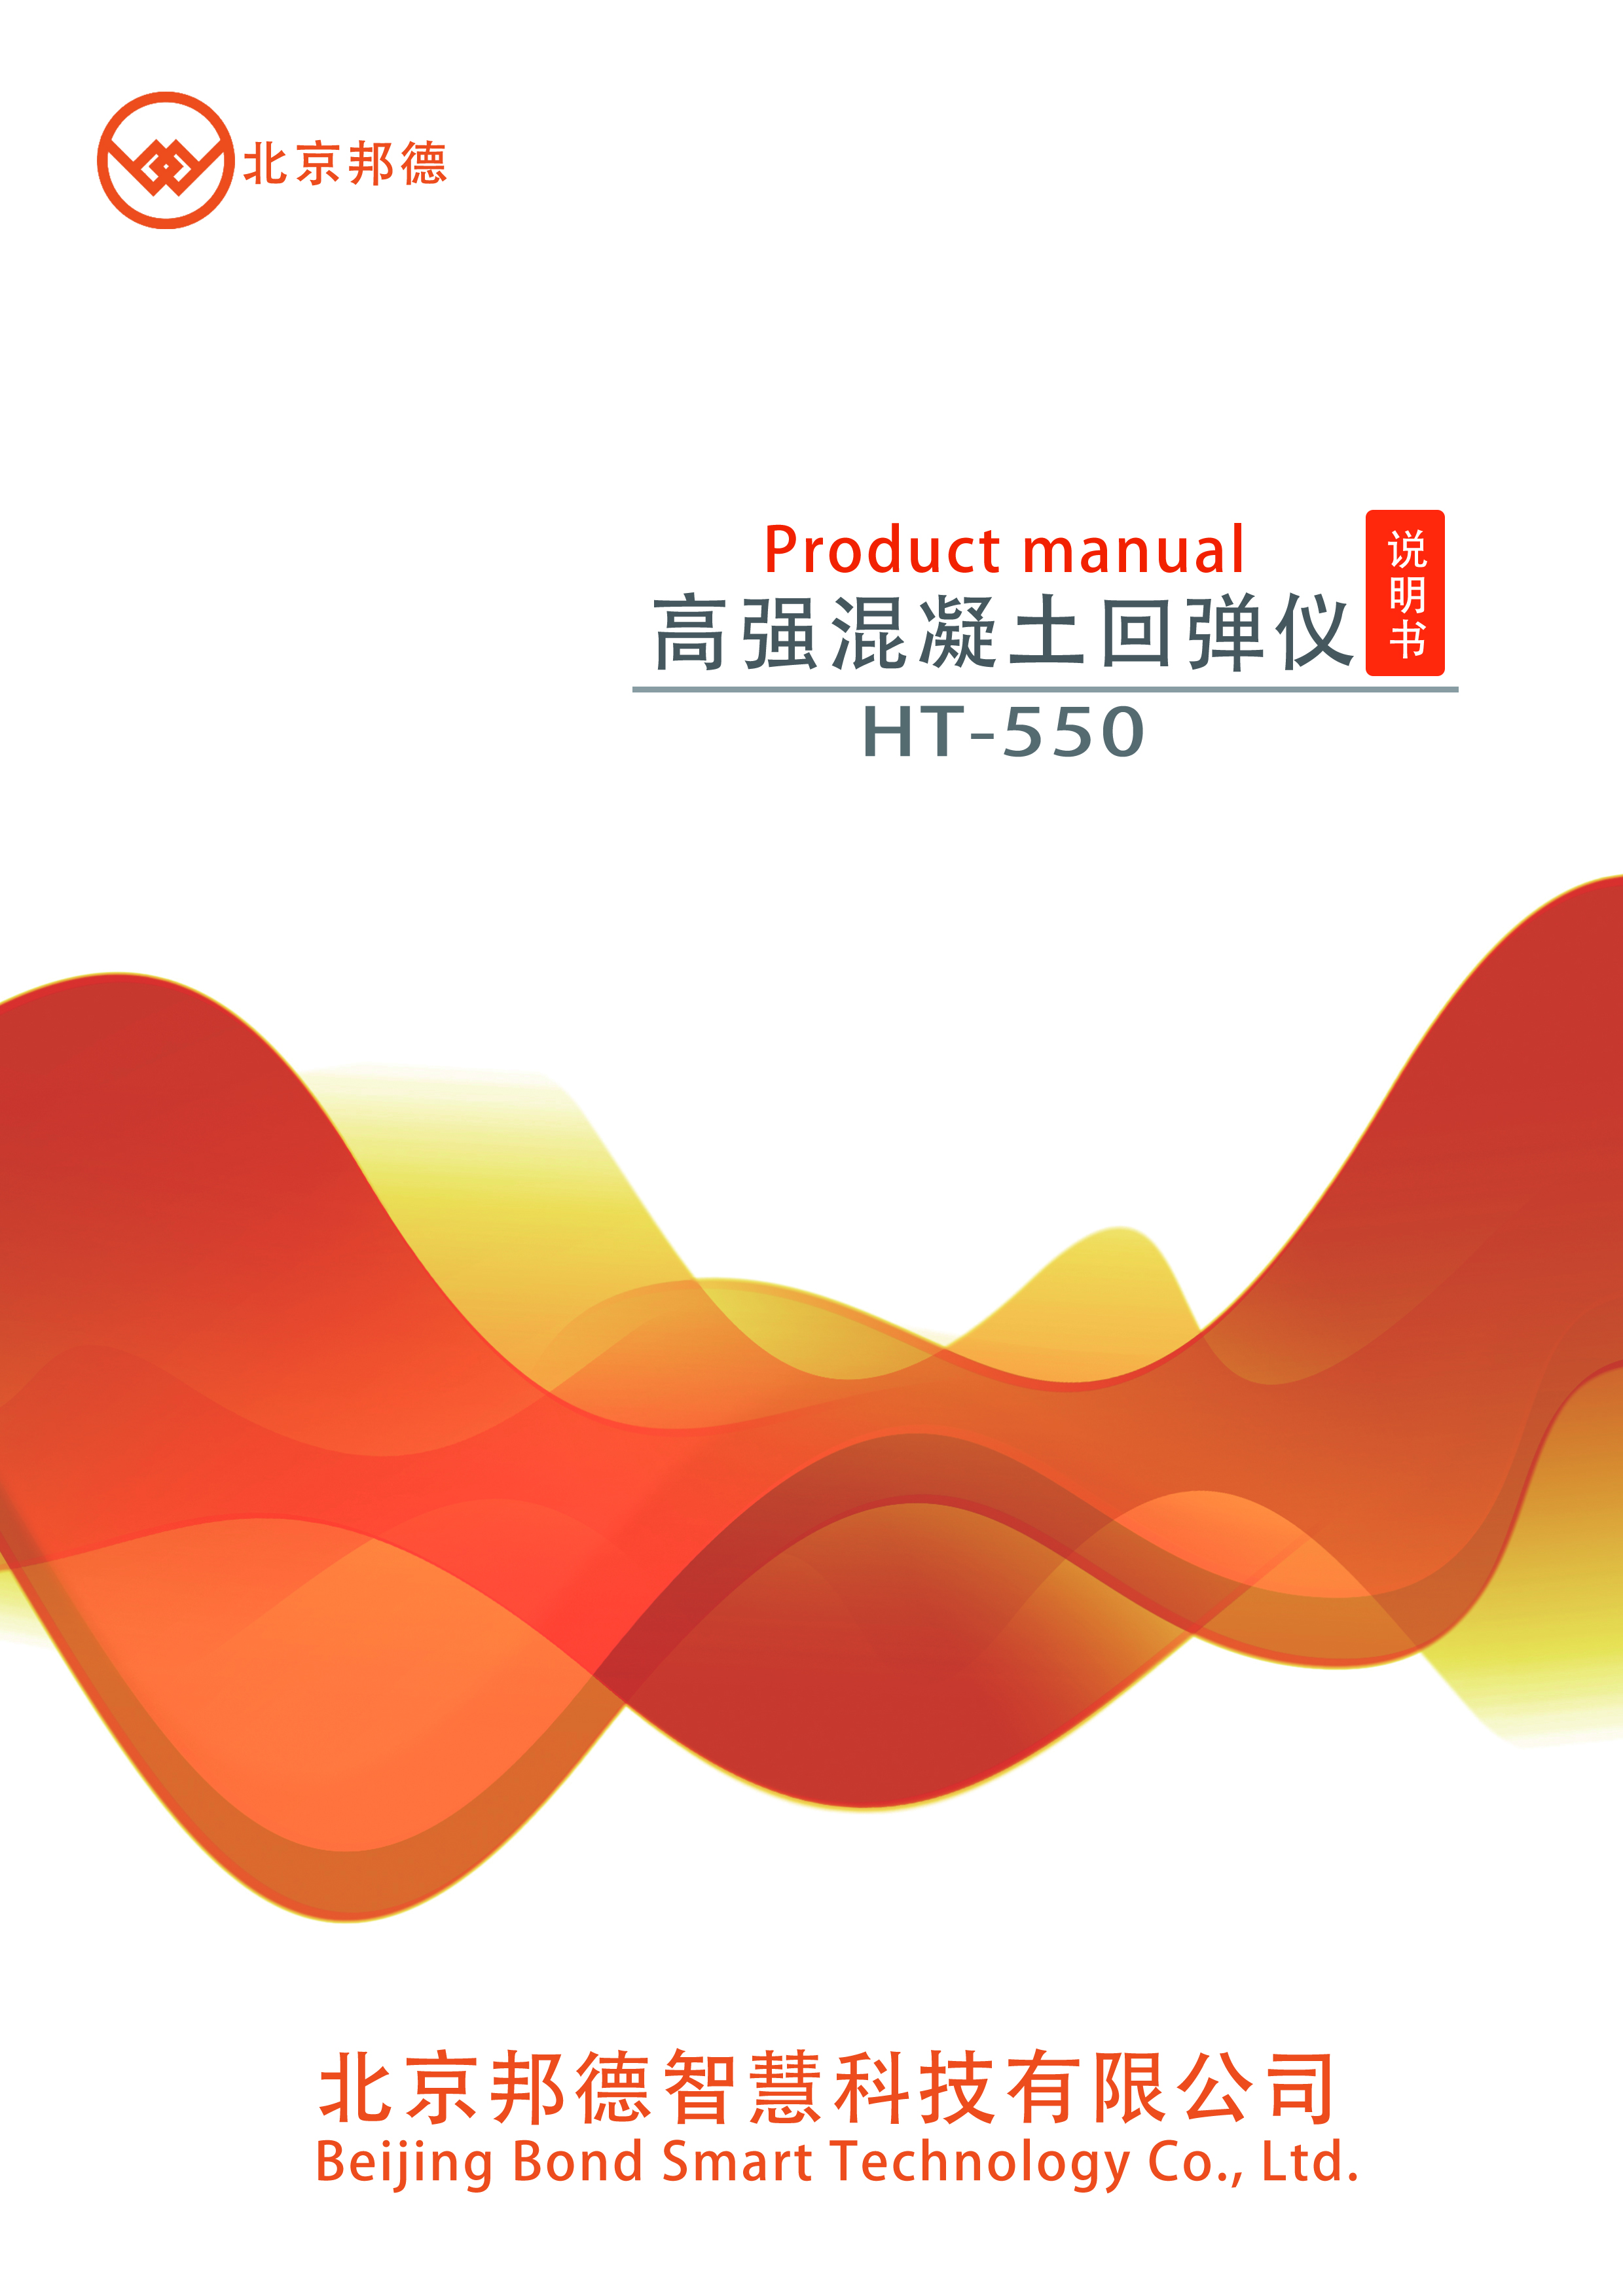 北京邦德
Product manual
高强混凝土回弹仪
说明书
HT-550
北京邦德智慧科技有限公司
Beijing Bond Smart Technology Co., Ltd.